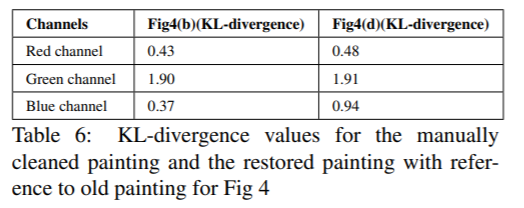 Channels Fig4(b)(KL-divergence) Fig4(d)(KL-divergence)
Red channel 0.43 0.48
Green channel 1.90 1.91
Blue channel 0.37 0.94
Table 6: KL-divergence values for the manually
cleaned painting and the restored painting with refer-
ence to old painting for Fig 4